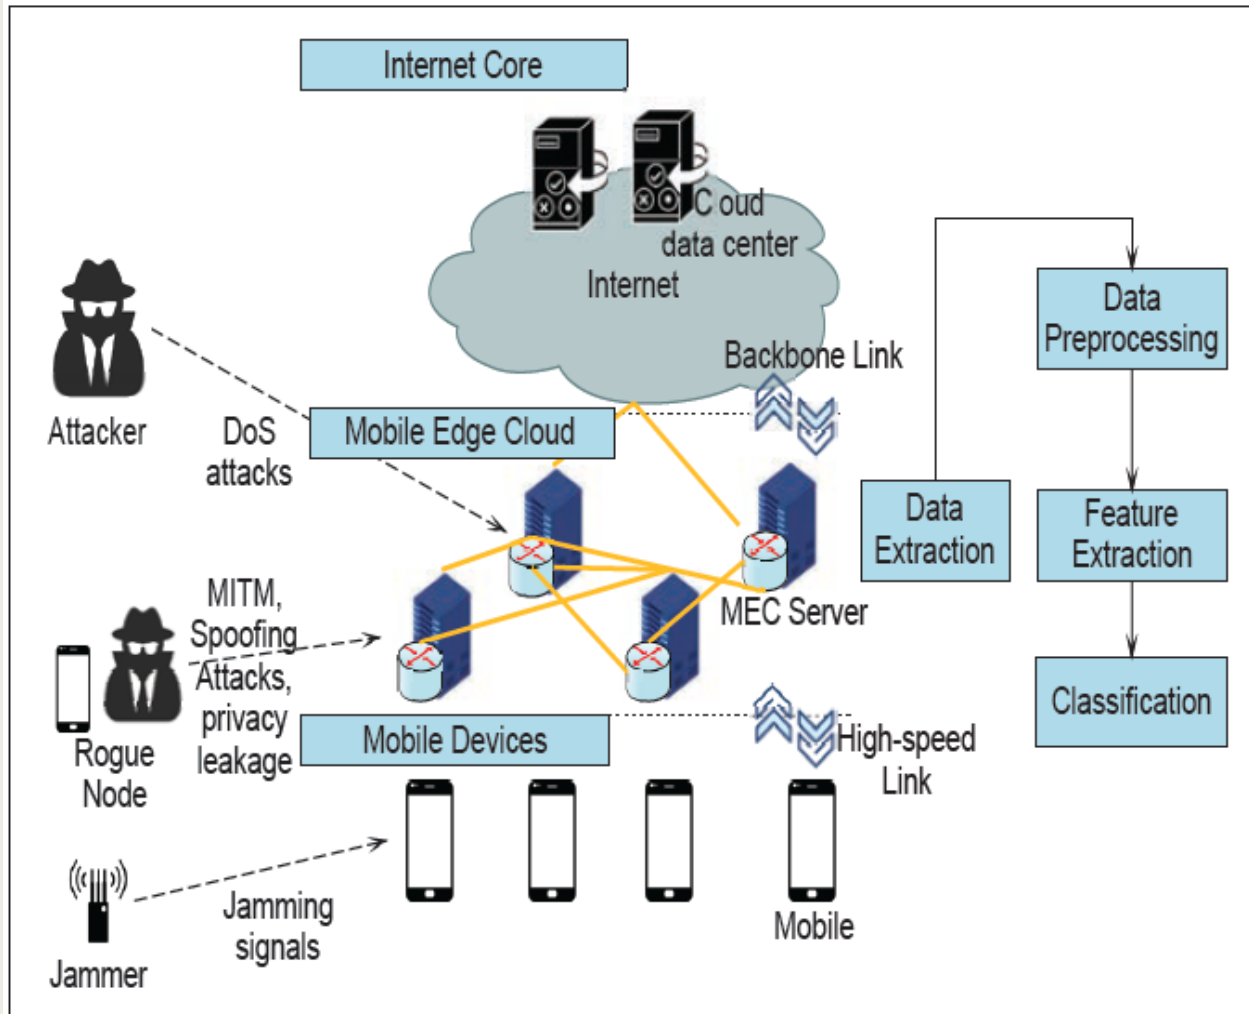 Internet Core
C oud
data center
Internet
Backbone Link
Attacker
DoS
attacks
Mobile Edge Cloud
MEC Server
MITM,
Spoofing
Attacks,
privacy
leakage
Rogue
Node
Mobile Devices
High-speed
Link
Jamming
signals
Jammer
Mobile
Data
Extraction
Data
Preprocessing
Feature
Extraction
Classification